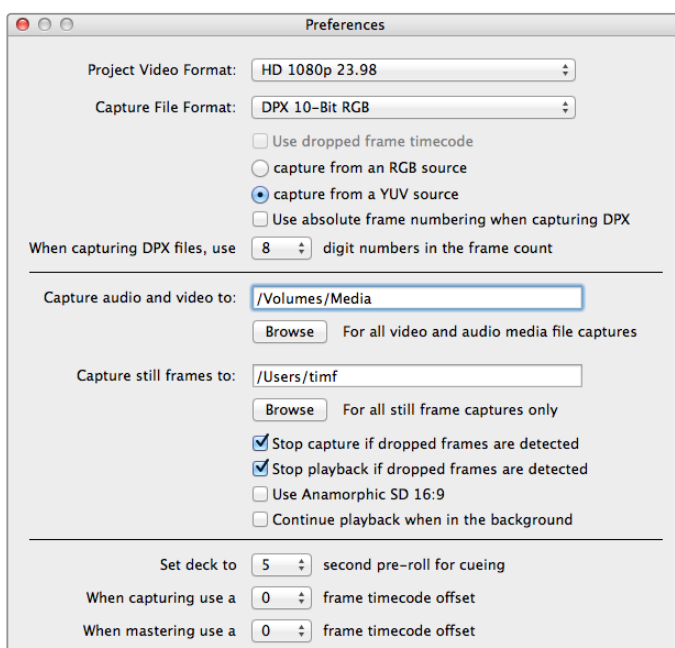 Preferences
Project Video Format: HD 1080p 23.98
Capture File Format: DPX 10-Bit RGB
Use dropped frame timecode
capture from an RGB source
capture from a YUV source
Use absolute frame numbering when capturing DPX
When capturing DPX files, use 8 digit numbers in the frame count
Capture audio and video to: /Volumes/Media
Browse For all video and audio media file captures
Capture still frames to: /Users/timf
Browse For all still frame captures only
Stop capture if dropped frames are detected
Stop playback if dropped frames are detected
Use Anamorphic SD 16:9
Continue playback when in the background
Set deck to 5 second pre-roll for cueing
When capturing use a 0 frame timecode offset
When mastering use a 0 frame timecode offset